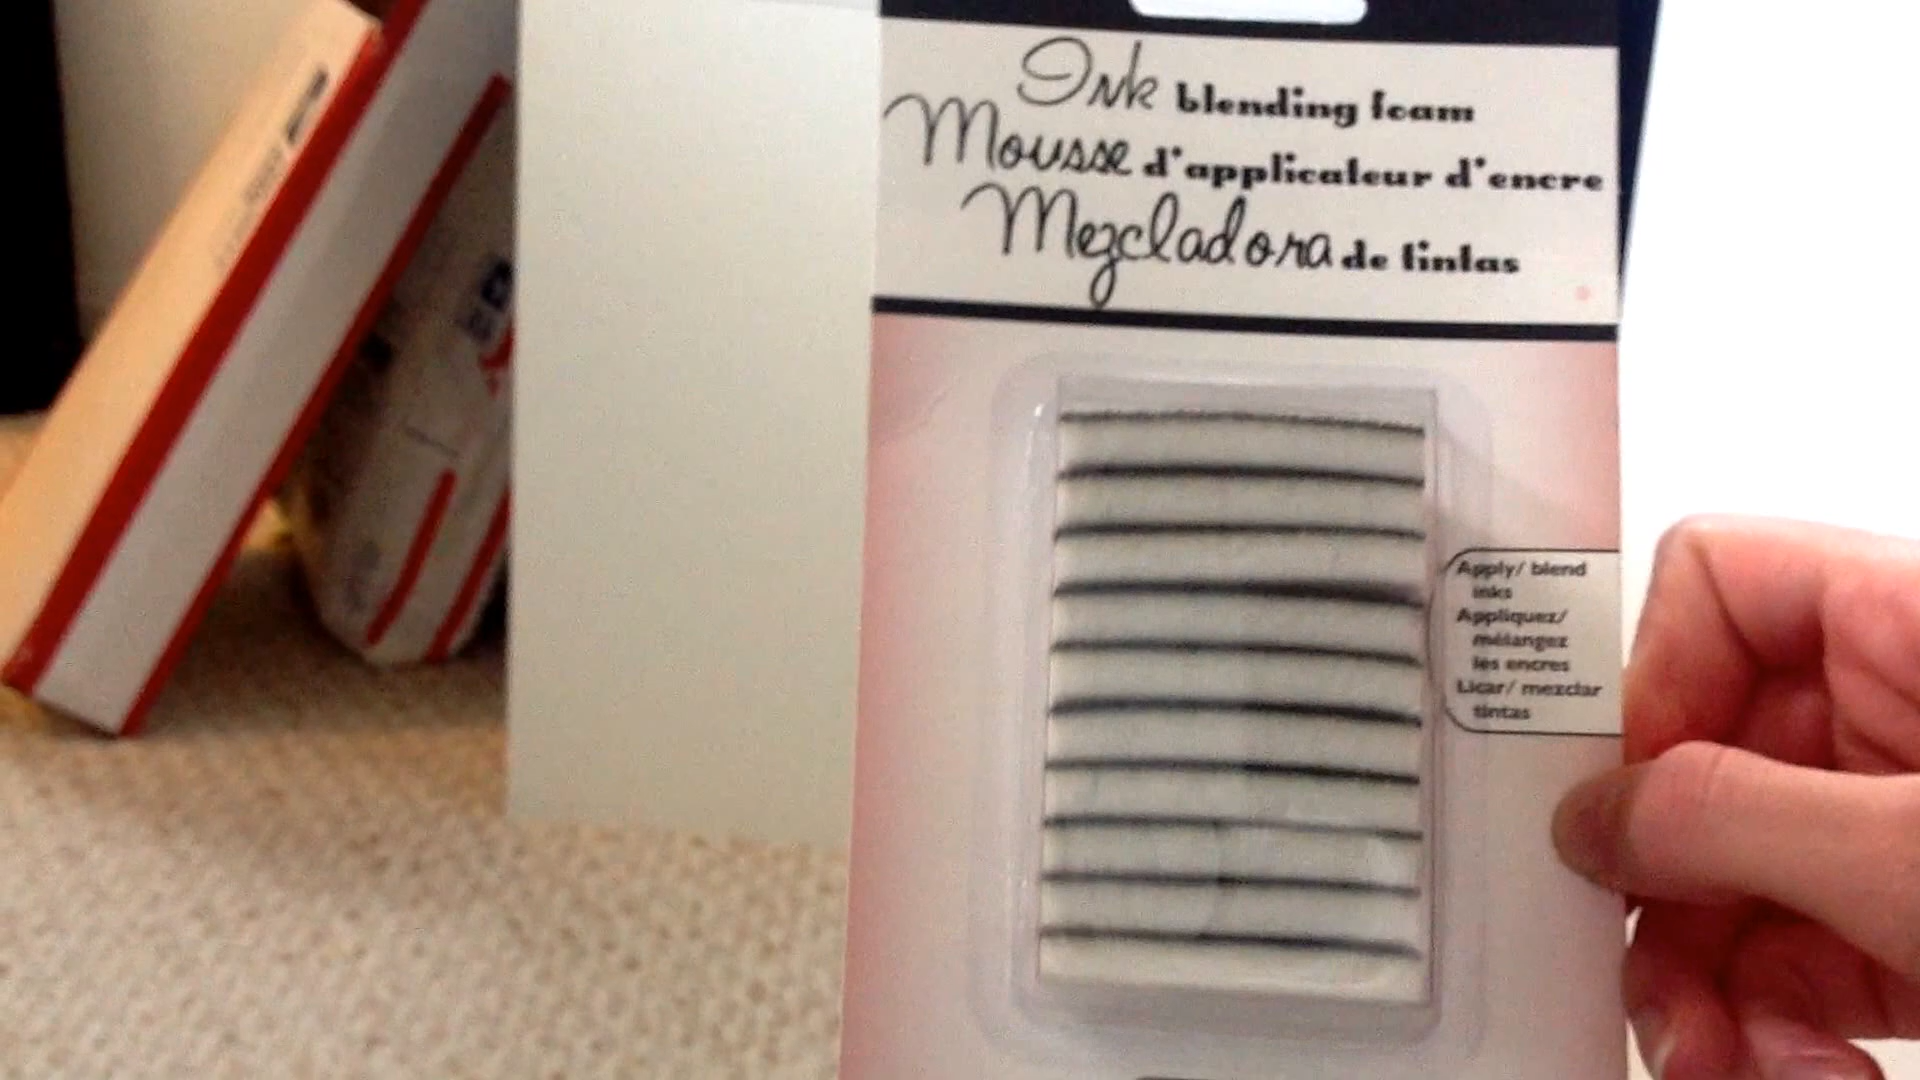 Ink blending foam
Mousse d'applicateur d'encre
Mezcladora de tintas
Apply/ blend
inks
Appliquez/
mélangez
les encres
Licar/ mezclar
tintas